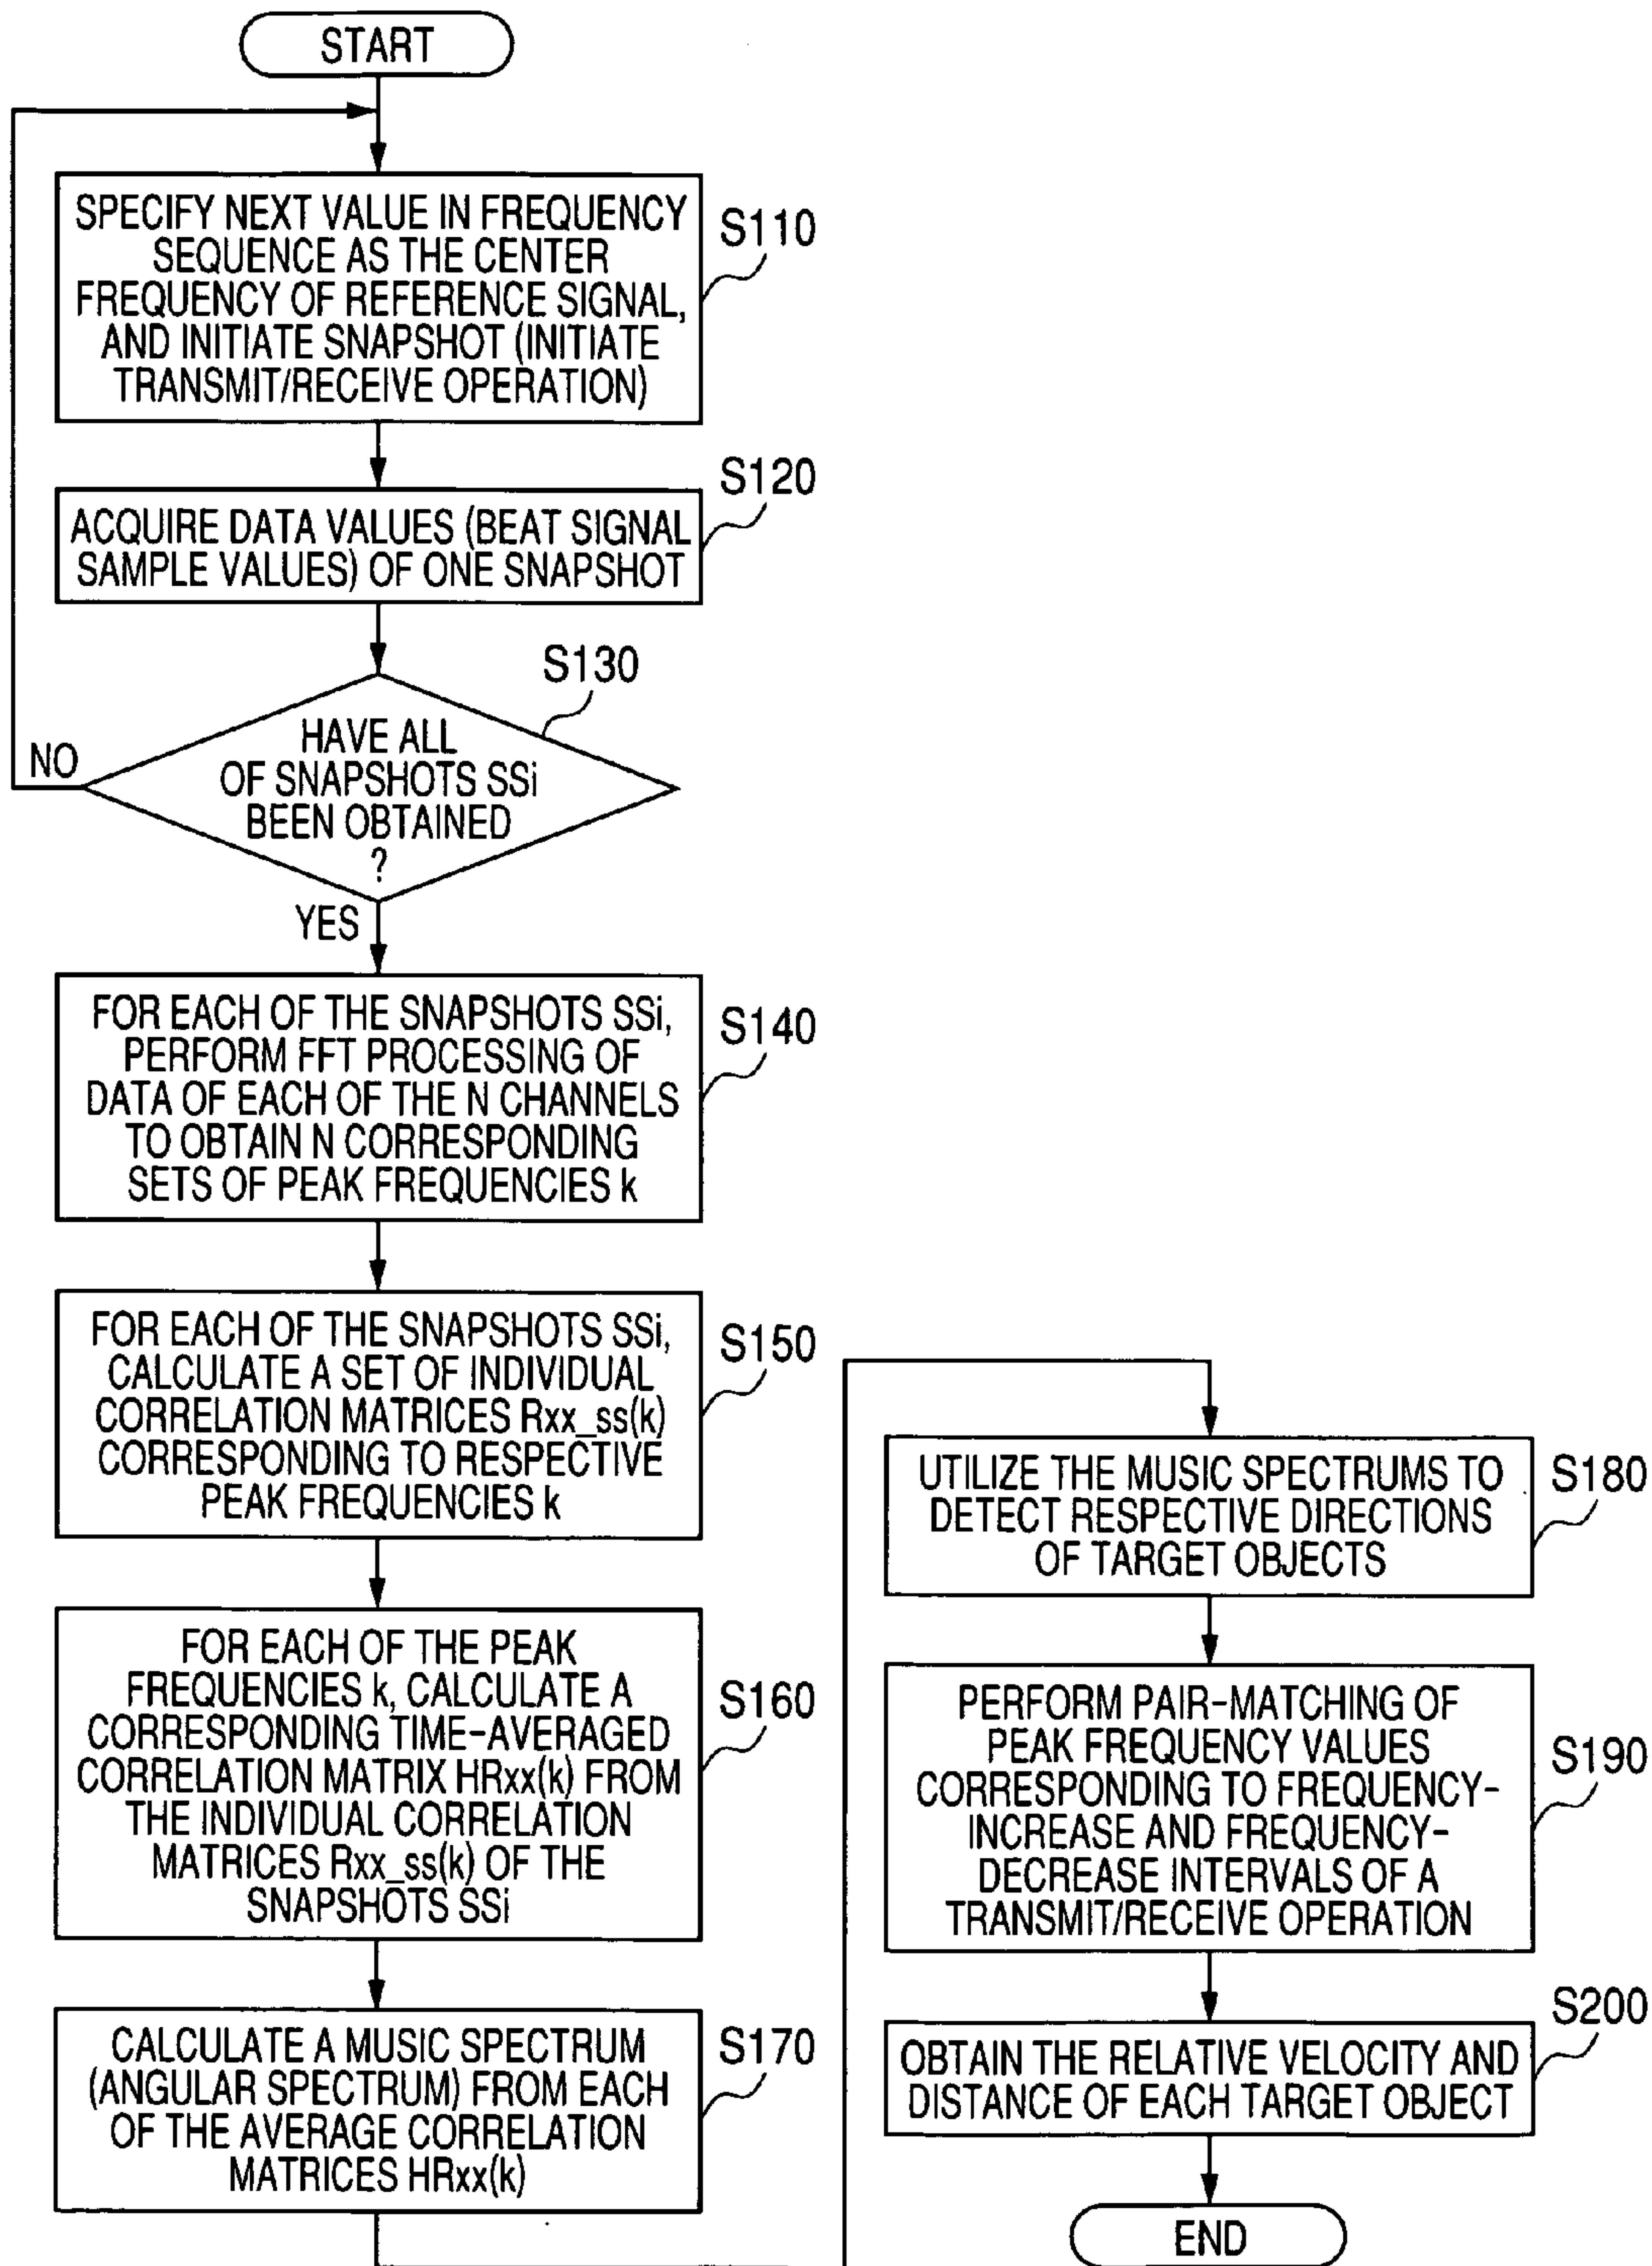 START
SPECIFY NEXT VALUE IN FREQUENCY
SEQUENCE AS THE CENTER
FREQUENCY OF REFERENCE SIGNAL,
AND INITIATE SNAPSHOT (INITIATE
TRANSMIT/RECEIVE OPERATION)
S110
ACQUIRE DATA VALUES (BEAT SIGNAL
SAMPLE VALUES) OF ONE SNAPSHOT
S120
HAVE ALL
OF SNAPSHOTS SSi
BEEN OBTAINED
?
S130
NO
YES
FOR EACH OF THE SNAPSHOTS SSi,
PERFORM FFT PROCESSING OF
DATA OF EACH OF THE N CHANNELS
TO OBTAIN N CORRESPONDING
SETS OF PEAK FREQUENCIES k
S140
FOR EACH OF THE SNAPSHOTS SSi,
CALCULATE A SET OF INDIVIDUAL
CORRELATION MATRICES Rxx_ss(k)
CORRESPONDING TO RESPECTIVE
PEAK FREQUENCIES k
S150
FOR EACH OF THE PEAK
FREQUENCIES k, CALCULATE A
CORRESPONDING TIME-AVERAGED
CORRELATION MATRIX HRxx(k) FROM
THE INDIVIDUAL CORRELATION
MATRICES Rxx_ss(k) OF THE
SNAPSHOTS SSi
S160
CALCULATE A MUSIC SPECTRUM
(ANGULAR SPECTRUM) FROM EACH
OF THE AVERAGE CORRELATION
MATRICES HRxx(k)
S170
UTILIZE THE MUSIC SPECTRUMS TO
DETECT RESPECTIVE DIRECTIONS
OF TARGET OBJECTS
S180
PERFORM PAIR-MATCHING OF
PEAK FREQUENCY VALUES
CORRESPONDING TO FREQUENCY-
INCREASE AND FREQUENCY-
DECREASE INTERVALS OF A
TRANSMIT/RECEIVE OPERATION
S190
OBTAIN THE RELATIVE VELOCITY AND
DISTANCE OF EACH TARGET OBJECT
S200
END